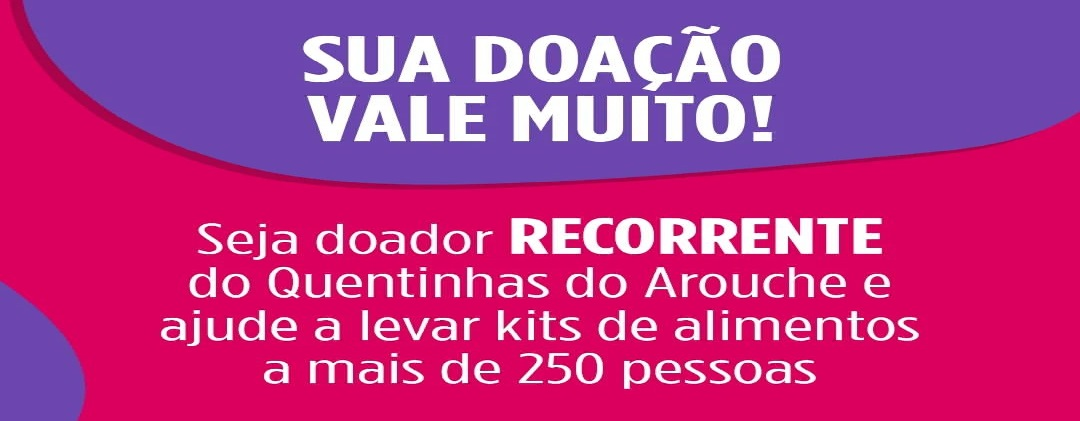 SUA DOAÇÃO
VALE MUITO!
Seja doador RECORRENTE
do Quentinhas do Arouche e
ajude a levar kits de alimentos
a mais de 250 pessoas